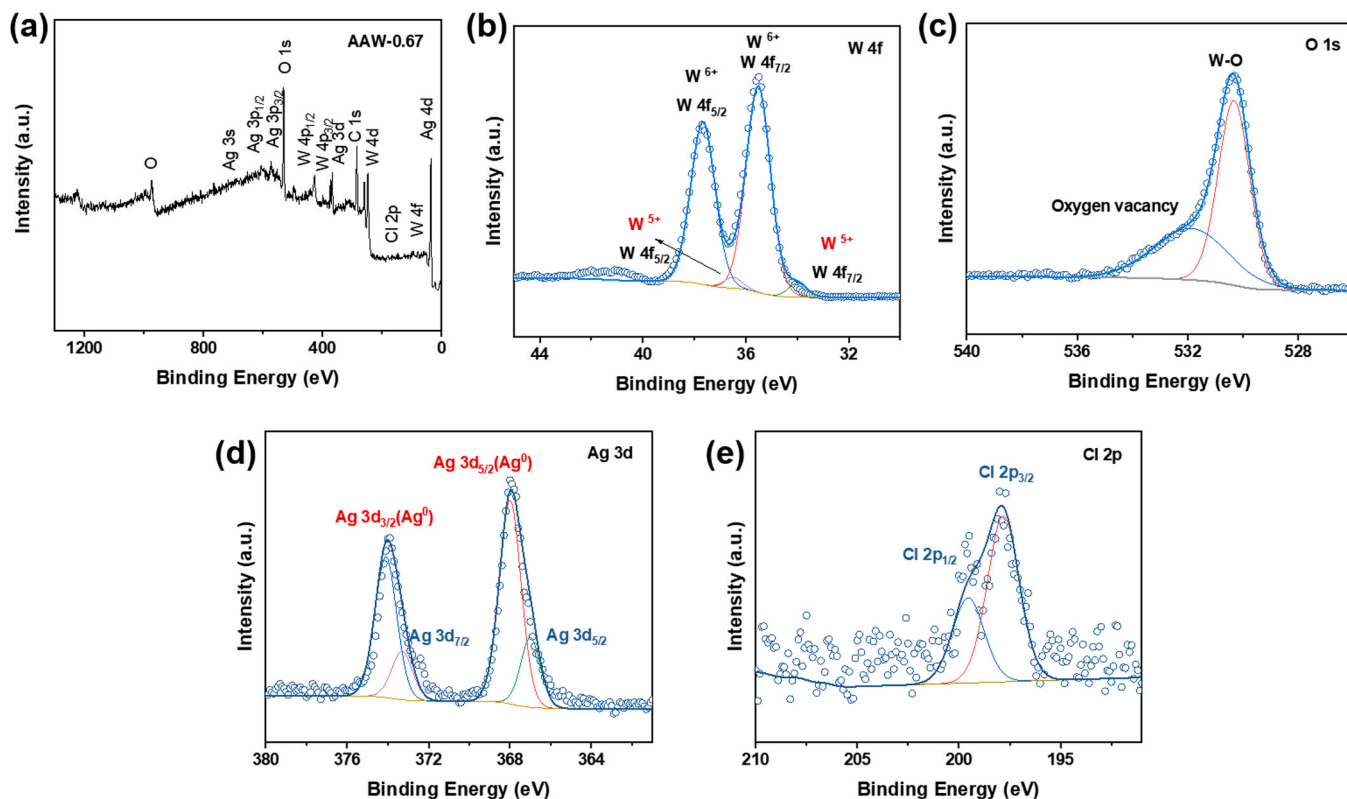 (a)
AAW-0.67
O
Ag 3s
Ag 3p1/2
Ag 3p3/2
O 1s
W 4p1/2
W 4p3/2
Ag 3d
C 1s
W 4d
Cl 2p
W 4f
Ag 4d
Intensity (a.u.)
1200
800
400
0
Binding Energy (eV)
(b)
W 4f
W 6+
W 4f7/2
W 6+
W 4f5/2
W 5+
W 4f5/2
W 5+
W 4f7/2
Intensity (a.u.)
44
40
36
32
Binding Energy (eV)
(c)
O 1s
W-O
Oxygen vacancy
Intensity (a.u.)
540
536
532
528
Binding Energy (eV)
(d)
Ag 3d
Ag 3d5/2(Ag0)
Ag 3d3/2(Ag0)
Ag 3d7/2
Ag 3d5/2
Intensity (a.u.)
380
376
372
368
364
Binding Energy (eV)
(e)
Cl 2p
Cl 2p3/2
Cl 2p1/2
Intensity (a.u.)
210
205
200
195
Binding Energy (eV)